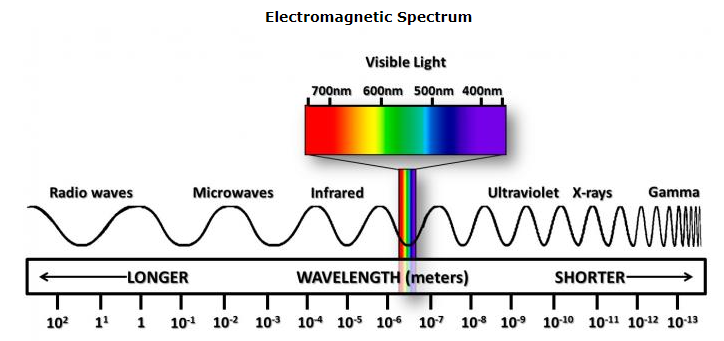 Electromagnetic Spectrum
Visible Light
700nm 600nm 500nm 400nm
Radio waves Microwaves Infrared Ultraviolet X-rays Gamma
LONGER WAVELENGTH (meters) SHORTER
10² 1¹ 1 10⁻¹ 10⁻² 10⁻³ 10⁻⁴ 10⁻⁵ 10⁻⁶ 10⁻⁷ 10⁻⁸ 10⁻⁹ 10⁻¹⁰ 10⁻¹¹ 10⁻¹² 10⁻¹³